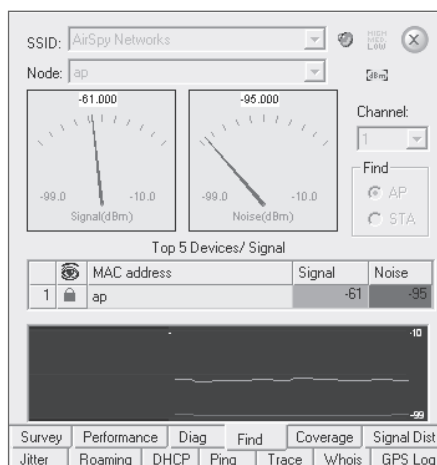 SSID: AirSpy Networks
HIGH
MED.
LOW
Node: ap
[dBm]
-61.000
-95.000
Channel:
1
-99.0
-10.0
Signal(dBm)
-99.0
-10.0
Noise(dBm)
Find
AP
STA
Top 5 Devices/ Signal
MAC address Signal Noise
1 ap -61 -95
-10
-99
Survey Performance Diag Find Coverage Signal Dist
Jitter Roaming DHCP Ping Trace Whois GPS Log